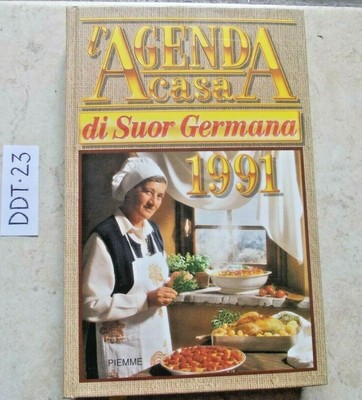 l'AGENDA
casa
di Suor Germana
1991
PIEMME
DDT.23